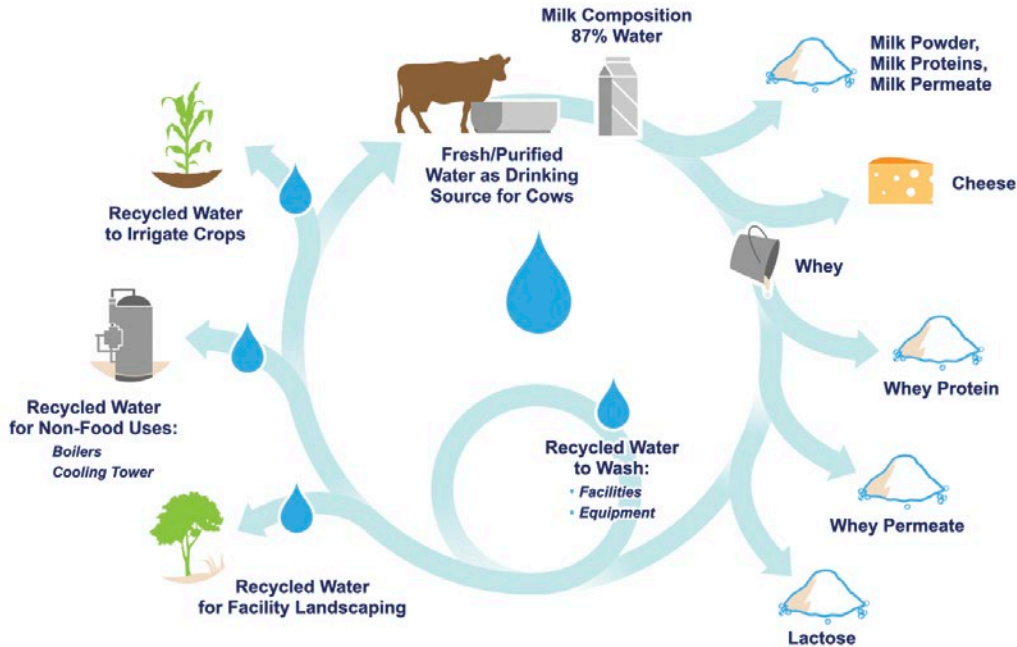 Milk Composition
87% Water
Milk Powder,
Milk Proteins,
Milk Permeate
Fresh/Purified
Water as Drinking
Source for Cows
Cheese
Recycled Water
to Irrigate Crops
Whey
Whey Protein
Recycled Water
for Non-Food Uses:
Boilers
Cooling Tower
Recycled Water
to Wash:
• Facilities
• Equipment
Whey Permeate
Recycled Water
for Facility Landscaping
Lactose